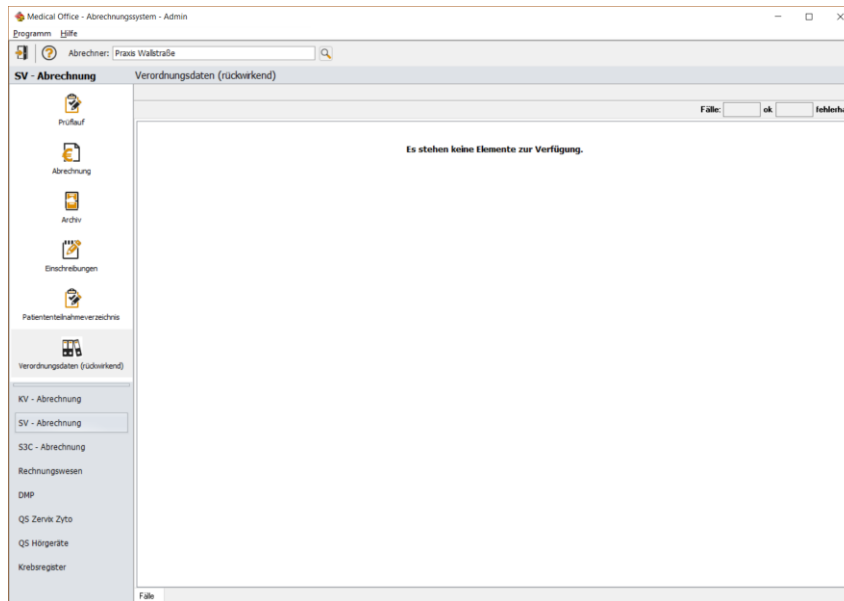 Medical Office - Abrechnungssystem - Admin
Programm Hilfe
Abrechner: Praxis Wallstraße
SV - Abrechnung
Verordnungsdaten (rückwirkend)
Fälle: ok fehlerha
Prüflauf
Es stehen keine Elemente zur Verfügung.
Abrechnung
Archiv
Einschreibungen
Patiententeilnahmeverzeichnis
Verordnungsdaten (rückwirkend)
KV - Abrechnung
SV - Abrechnung
S3C - Abrechnung
Rechnungswesen
DMP
QS Zervix Zyto
QS Hörgeräte
Krebsregister
Fälle